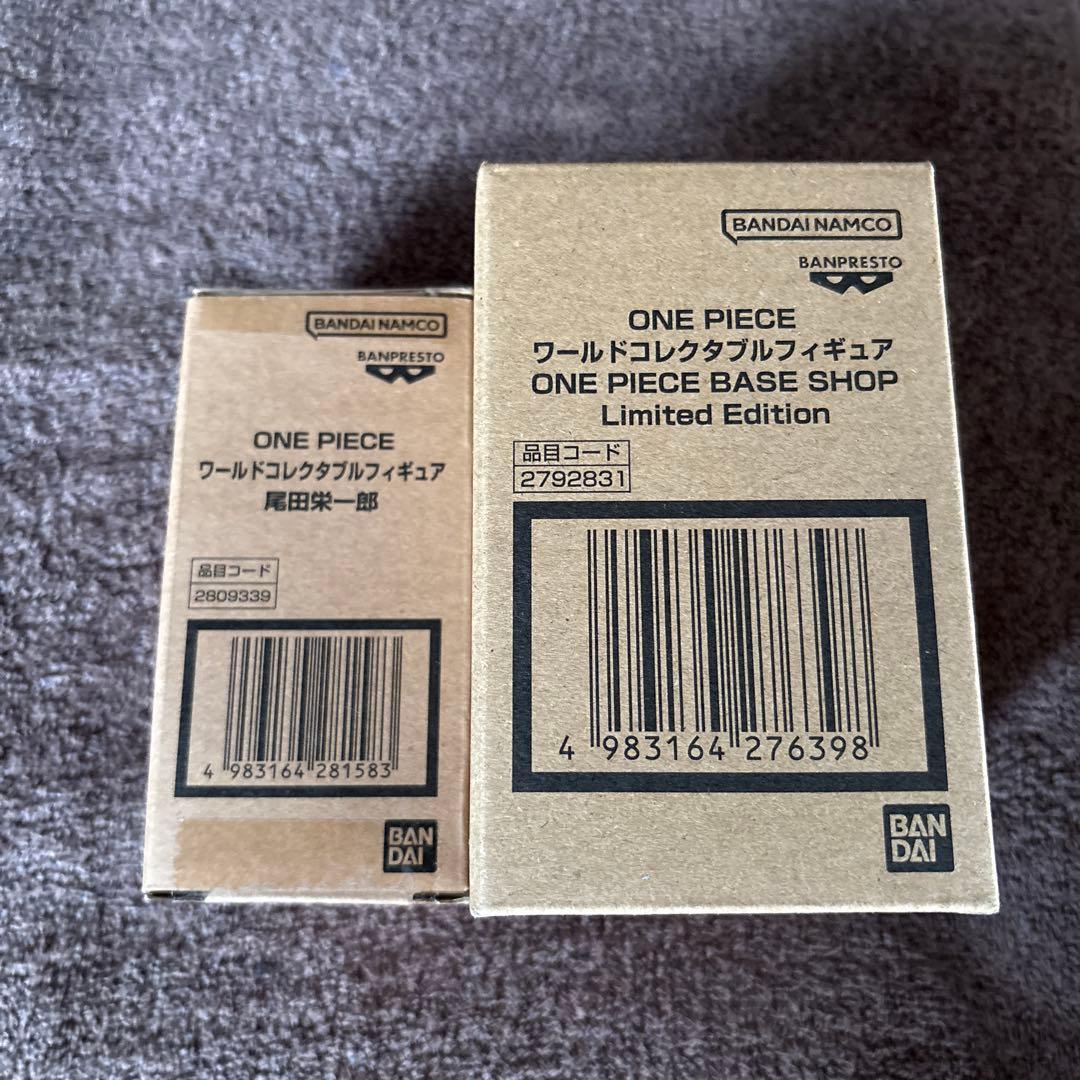 BANDAI NAMCO
BANPRESTO
ONE PIECE
ワールドコレクタブルフィギュア
尾田栄一郎
品目コード
2809339
4 983164 281583
BAN
DAI
BANDAI NAMCO
BANPRESTO
ONE PIECE
ワールドコレクタブルフィギュア
ONE PIECE BASE SHOP
Limited Edition
品目コード
2792831
4 983164 276398
BAN
DAI